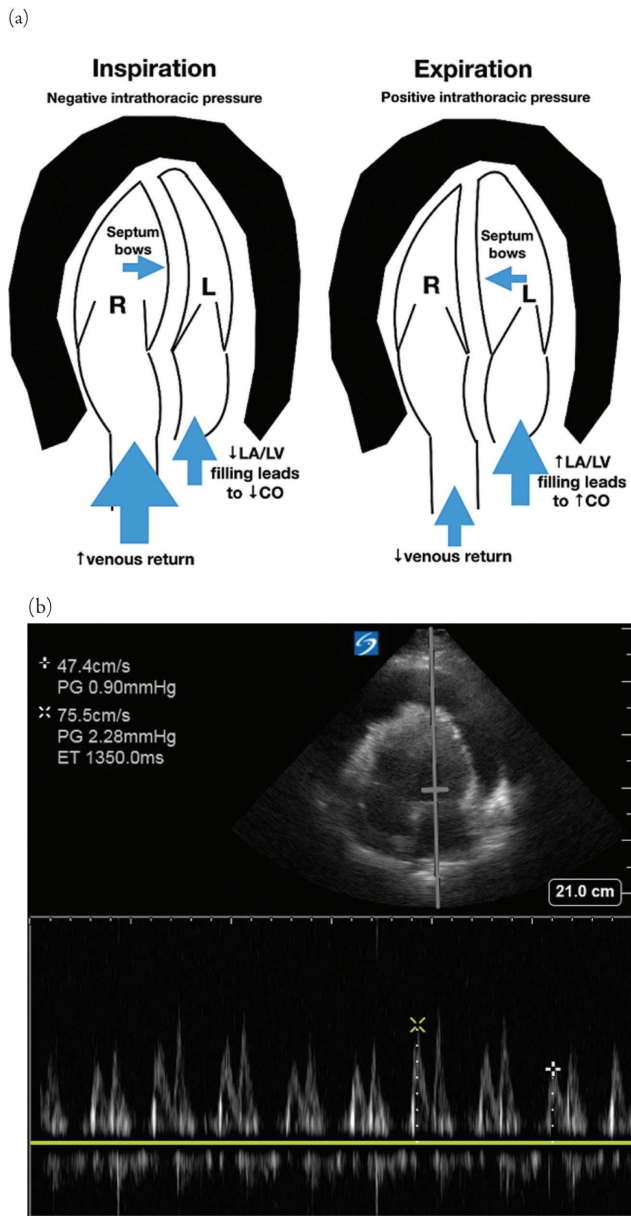 (a)
Inspiration
Negative intrathoracic pressure
Septum
bows
R
L
↓LA/LV
filling leads
to ↓CO
↑venous return
Expiration
Positive intrathoracic pressure
Septum
bows
R
L
↑LA/LV
filling leads
to ↑CO
↓venous return
(b)
47.4cm/s
PG 0.90mmHg
75.5cm/s
PG 2.28mmHg
ET 1350.0ms
21.0 cm